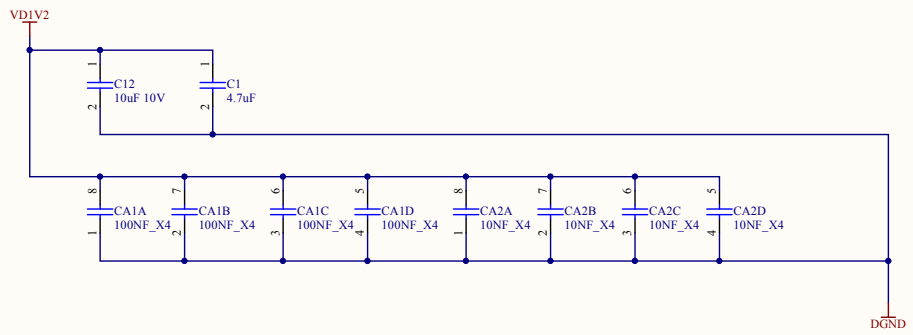 VD1V2
1
C12
10uF 10V
2
1
C1
4.7uF
2
8
CA1A
100NF_X4
1
7
CA1B
100NF_X4
2
6
CA1C
100NF_X4
3
5
CA1D
100NF_X4
4
8
CA2A
10NF_X4
1
7
CA2B
10NF_X4
2
6
CA2C
10NF_X4
3
5
CA2D
10NF_X4
4
DGND